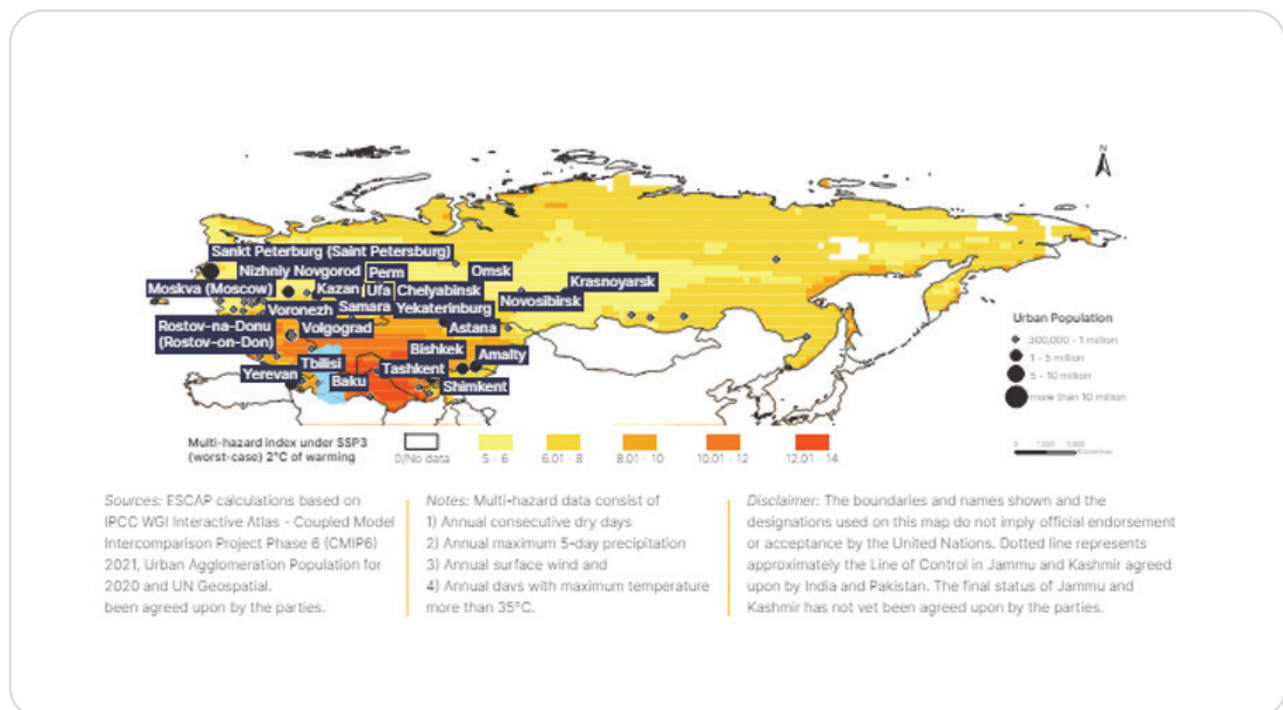 N
Sankt Peterburg (Saint Petersburg)
Nizhniy Novgorod
Perm
Omsk
Moskva (Moscow)
Kazan
Ufa
Chelyabinsk
Krasnoyarsk
Novosibirsk
Voronezh
Samara
Yekaterinburg
Rostov-na-Donu
(Rostov-on-Don)
Volgograd
Astana
Bishkek
Amalty
Tbilisi
Tashkent
Yerevan
Baku
Shimkent
Urban Population
300,000 - 1 million
1 - 5 million
5 - 10 million
more than 10 million
Multi-hazard index under SSP3
(worst-case) 2°C of warming
0/No data
5 - 6
6.01 - 8
8.01 - 10
10.01 - 12
12.01 - 14
Sources: ESCAP calculations based on
IPCC WGI Interactive Atlas - Coupled Model
Intercomparison Project Phase 6 (CMIP6)
2021, Urban Agglomeration Population for
2020 and UN Geospatial.
been agreed upon by the parties.
Notes: Multi-hazard data consist of
1) Annual consecutive dry days
2) Annual maximum 5-day precipitation
3) Annual surface wind and
4) Annual days with maximum temperature
more than 35°C.
Disclaimer: The boundaries and names shown and the
designations used on this map do not imply official endorsement
or acceptance by the United Nations. Dotted line represents
approximately the Line of Control in Jammu and Kashmir agreed
upon by India and Pakistan. The final status of Jammu and
Kashmir has not yet been agreed upon by the parties.